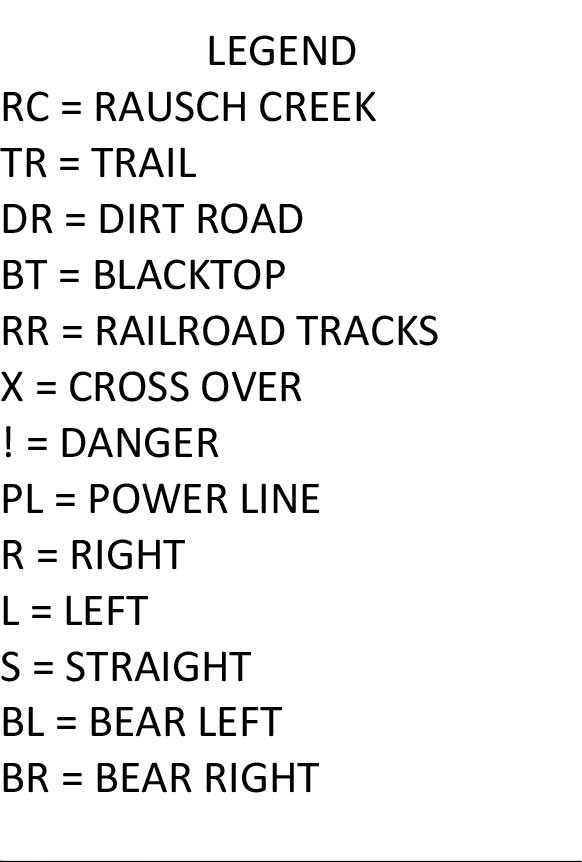 LEGEND
RC = RAUSCH CREEK
TR = TRAIL
DR = DIRT ROAD
BT = BLACKTOP
RR = RAILROAD TRACKS
X = CROSS OVER
! = DANGER
PL = POWER LINE
R = RIGHT
L = LEFT
S = STRAIGHT
BL = BEAR LEFT
BR = BEAR RIGHT